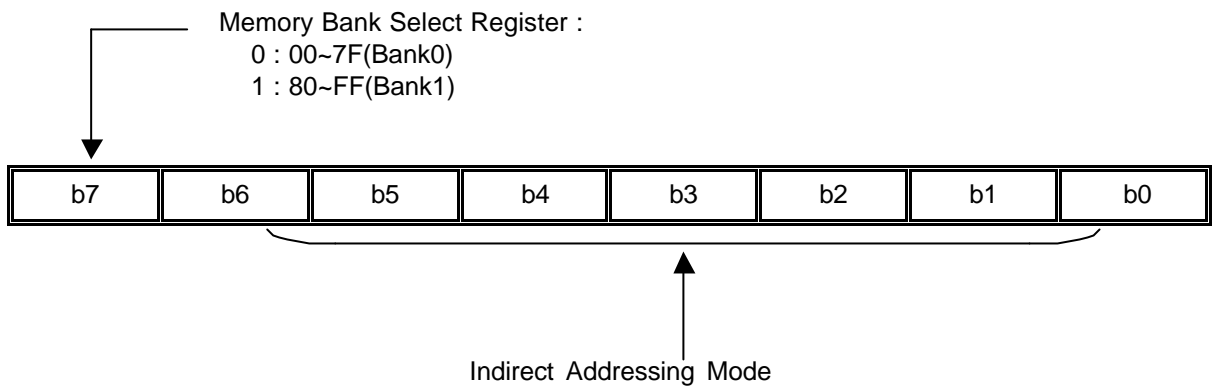 Memory Bank Select Register :
0 : 00~7F(Bank0)
1 : 80~FF(Bank1)
b7 b6 b5 b4 b3 b2 b1 b0
Indirect Addressing Mode